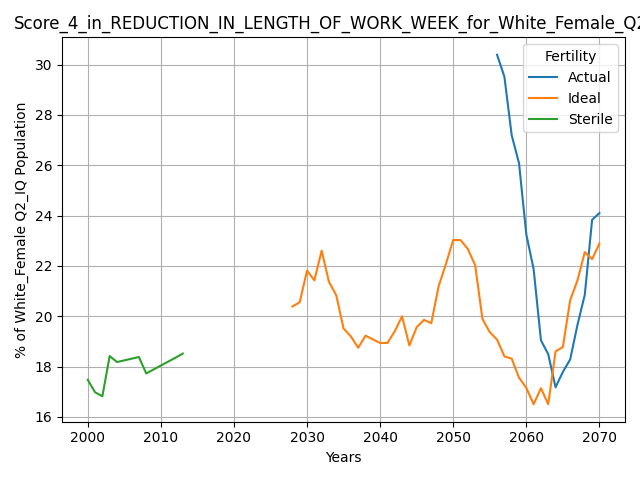 Score_4_in_REDUCTION_IN_LENGTH_OF_WORK_WEEK_for_White_Female_Q2
% of White_Female Q2_IQ Population
30
28
26
24
22
20
18
16
Fertility
Actual
Ideal
Sterile
2000 2010 2020 2030 2040 2050 2060 2070
Years